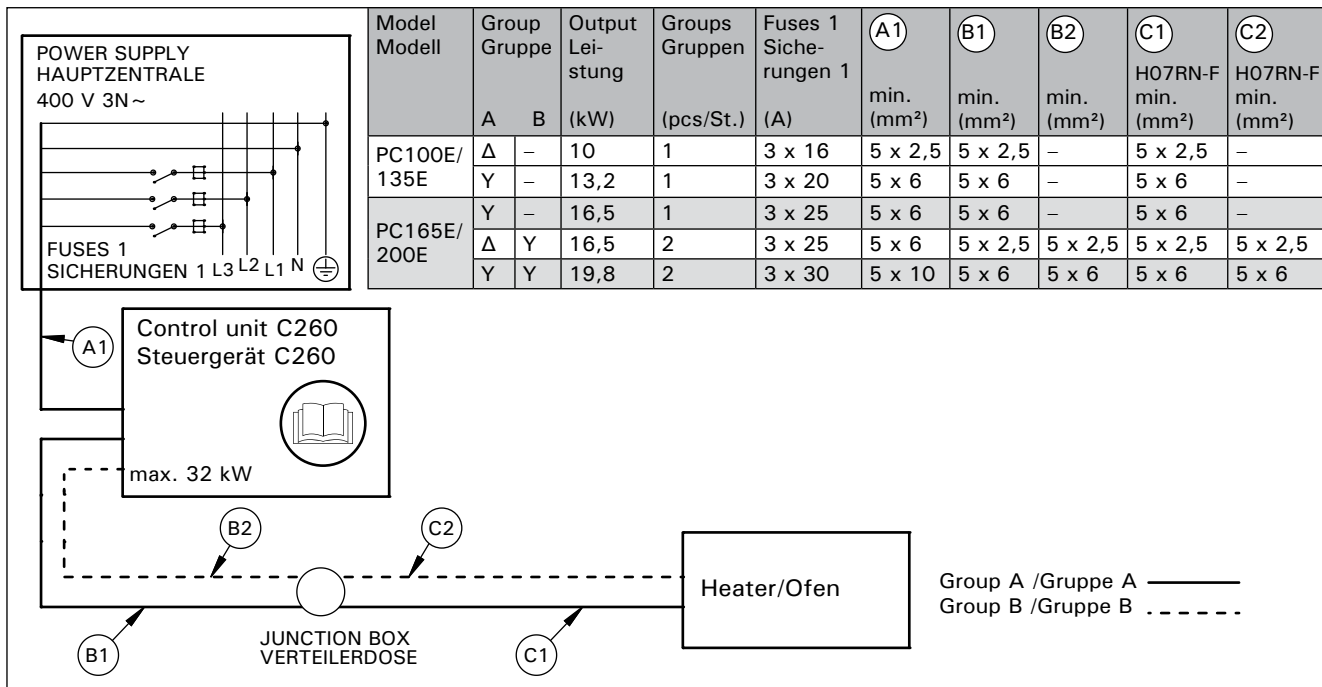 POWER SUPPLY
HAUPTZENTRALE
400 V 3N~
FUSES 1
SICHERUNGEN 1 L3 L2 L1 N
Model Modell | Group Gruppe A B | Output Lei-stung (kW) | Groups Gruppen (pcs/St.) | Fuses 1 Siche-rungen 1 (A) | A1 min. (mm²) | B1 min. (mm²) | B2 min. (mm²) | C1 H07RN-F min. (mm²) | C2 H07RN-F min. (mm²)
PC100E/135E | Δ | – | 10 | 1 | 3 x 16 | 5 x 2,5 | 5 x 2,5 | – | 5 x 2,5 | –
Y | – | 13,2 | 1 | 3 x 20 | 5 x 6 | 5 x 6 | – | 5 x 6 | –
PC165E/200E | Y | – | 16,5 | 1 | 3 x 25 | 5 x 6 | 5 x 6 | – | 5 x 6 | –
Δ | Y | 16,5 | 2 | 3 x 25 | 5 x 6 | 5 x 2,5 | 5 x 2,5 | 5 x 2,5 | 5 x 2,5
Y | Y | 19,8 | 2 | 3 x 30 | 5 x 10 | 5 x 6 | 5 x 6 | 5 x 6 | 5 x 6
A1
Control unit C260
Steuergerät C260
max. 32 kW
B2
C2
Heater/Ofen
Group A /Gruppe A
Group B /Gruppe B
B1
JUNCTION BOX
VERTEILERDOSE
C1